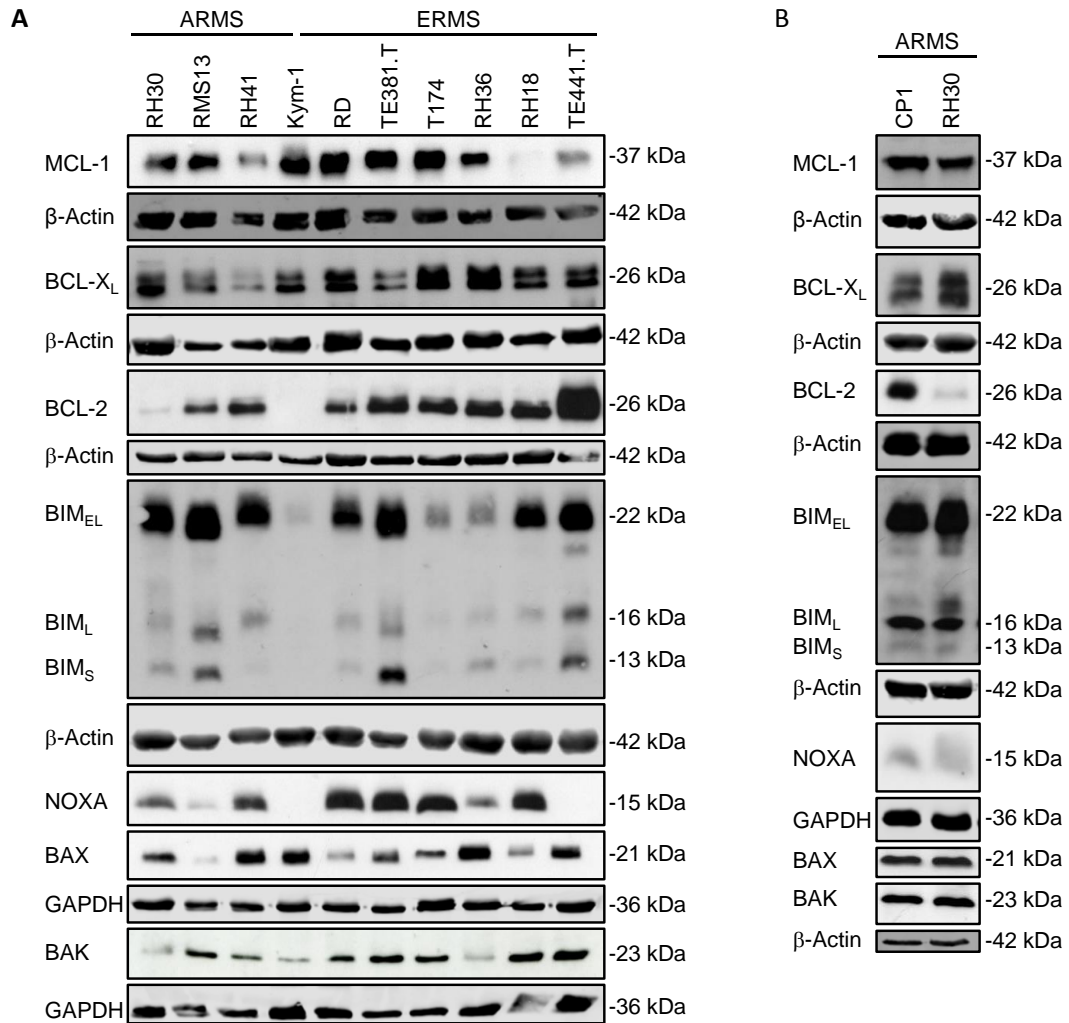 A
ARMS ERMS
RH30 RMS13 RH41 Kym-1 RD TE381.T T174 RH36 RH18 TE441.T
MCL-1 -37 kDa
β-Actin -42 kDa
BCL-XL -26 kDa
β-Actin -42 kDa
BCL-2 -26 kDa
β-Actin -42 kDa
BIMEL -22 kDa
BIML -16 kDa
BIMS -13 kDa
β-Actin -42 kDa
NOXA -15 kDa
BAX -21 kDa
GAPDH -36 kDa
BAK -23 kDa
GAPDH -36 kDa
B
ARMS
CP1 RH30
MCL-1 -37 kDa
β-Actin -42 kDa
BCL-XL -26 kDa
β-Actin -42 kDa
BCL-2 -26 kDa
β-Actin -42 kDa
BIMEL -22 kDa
BIML -16 kDa
BIMS -13 kDa
β-Actin -42 kDa
NOXA -15 kDa
GAPDH -36 kDa
BAX -21 kDa
BAK -23 kDa
β-Actin -42 kDa